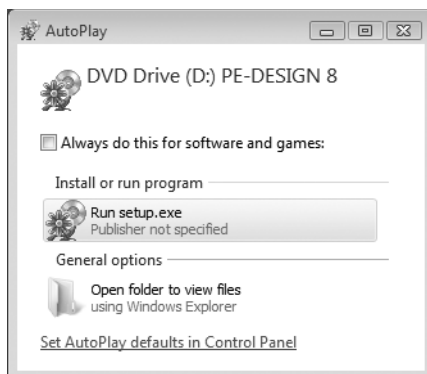 AutoPlay
DVD Drive (D:) PE-DESIGN 8
Always do this for software and games:
Install or run program
Run setup.exe
Publisher not specified
General options
Open folder to view files
using Windows Explorer
Set AutoPlay defaults in Control Panel